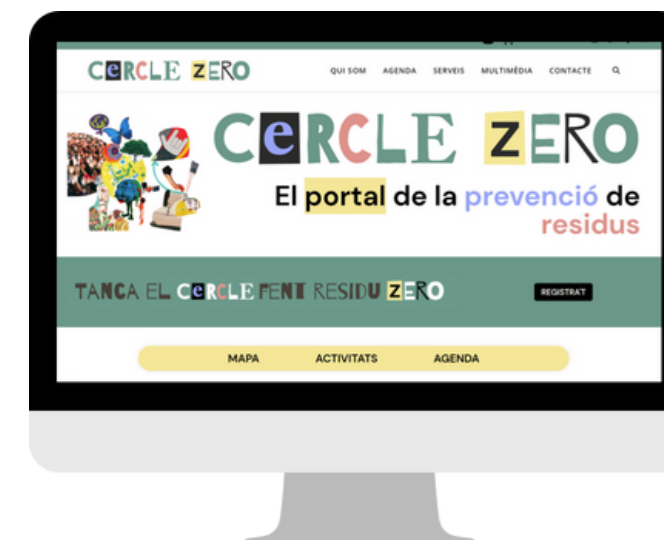 CeRCLE ZERO
QUI SOM AGENDA SERVEIS MULTIMÈDIA CONTACTE
CeRCLE ZERO
El portal de la prevenció de
residus
TANCA EL CeRCLE FENT RESIDU ZERO
REGISTRA'T
MAPA ACTIVITATS AGENDA